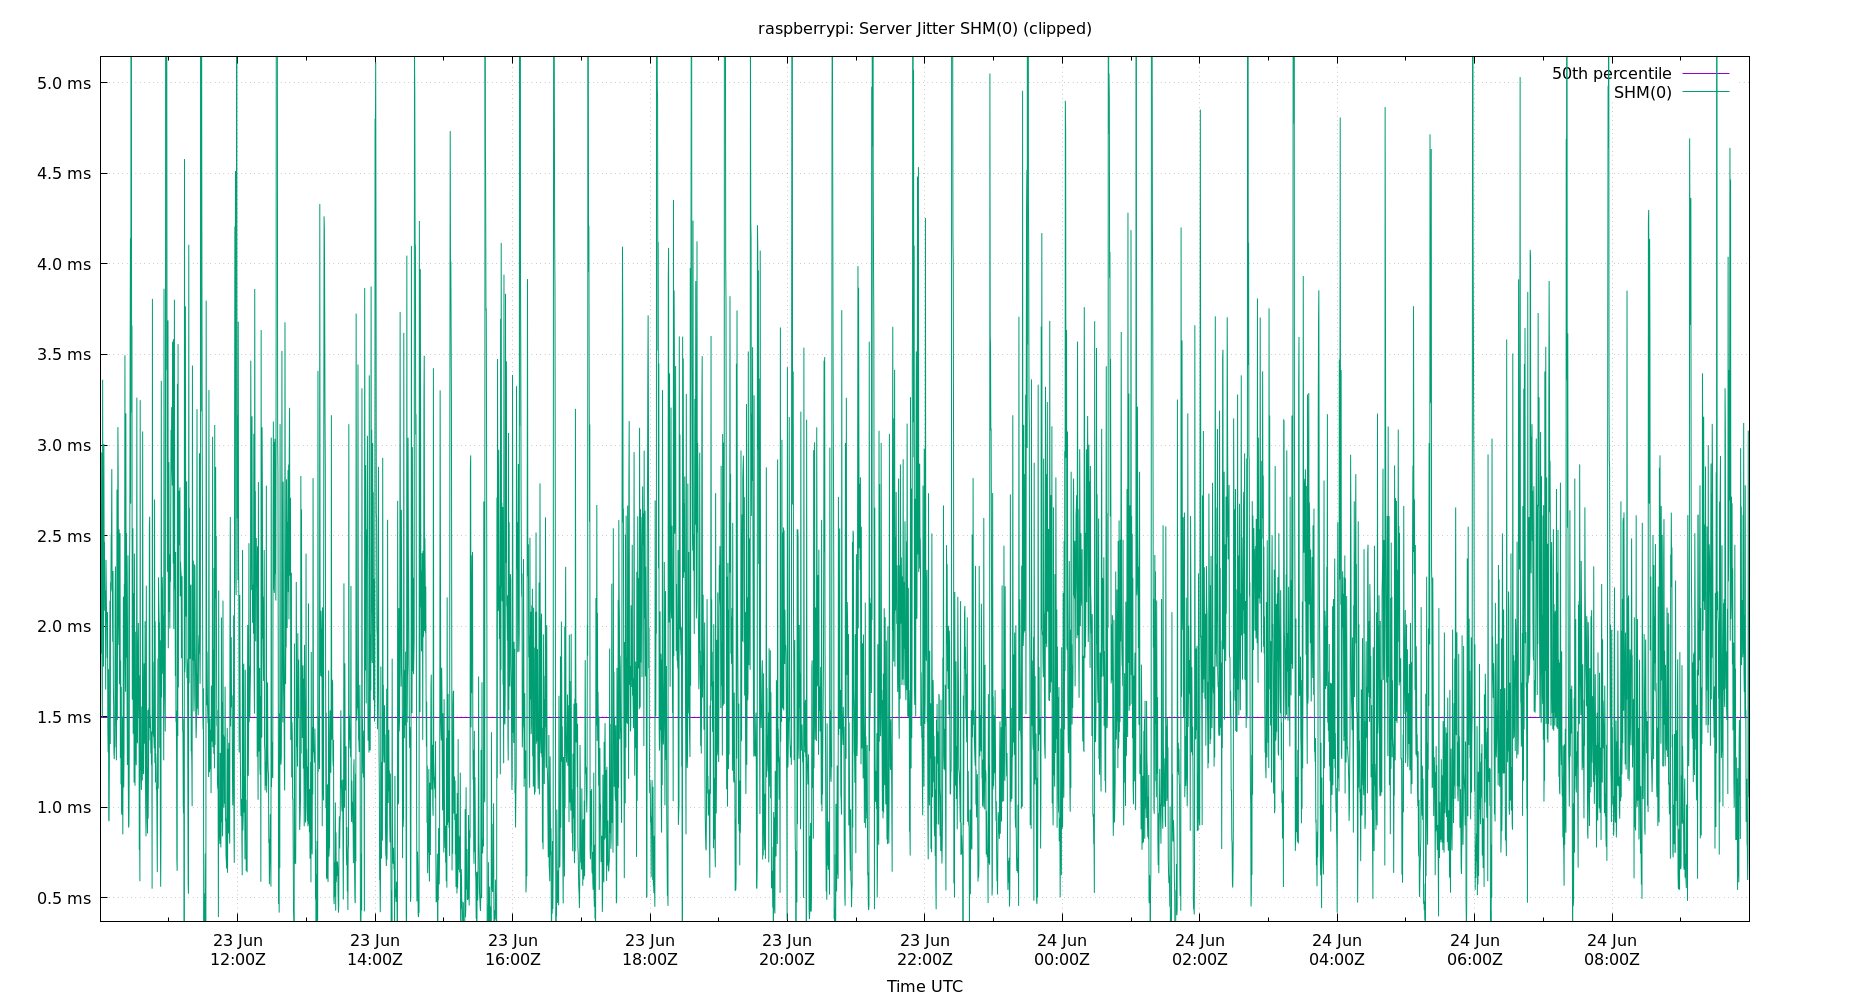 raspberrypi: Server Jitter SHM(0) (clipped)
50th percentile
SHM(0)
5.0 ms
4.5 ms
4.0 ms
3.5 ms
3.0 ms
2.5 ms
2.0 ms
1.5 ms
1.0 ms
0.5 ms
23 Jun 23 Jun 23 Jun 23 Jun 23 Jun 23 Jun 24 Jun 24 Jun 24 Jun 24 Jun 24 Jun
12:00Z 14:00Z 16:00Z 18:00Z 20:00Z 22:00Z 00:00Z 02:00Z 04:00Z 06:00Z 08:00Z
Time UTC